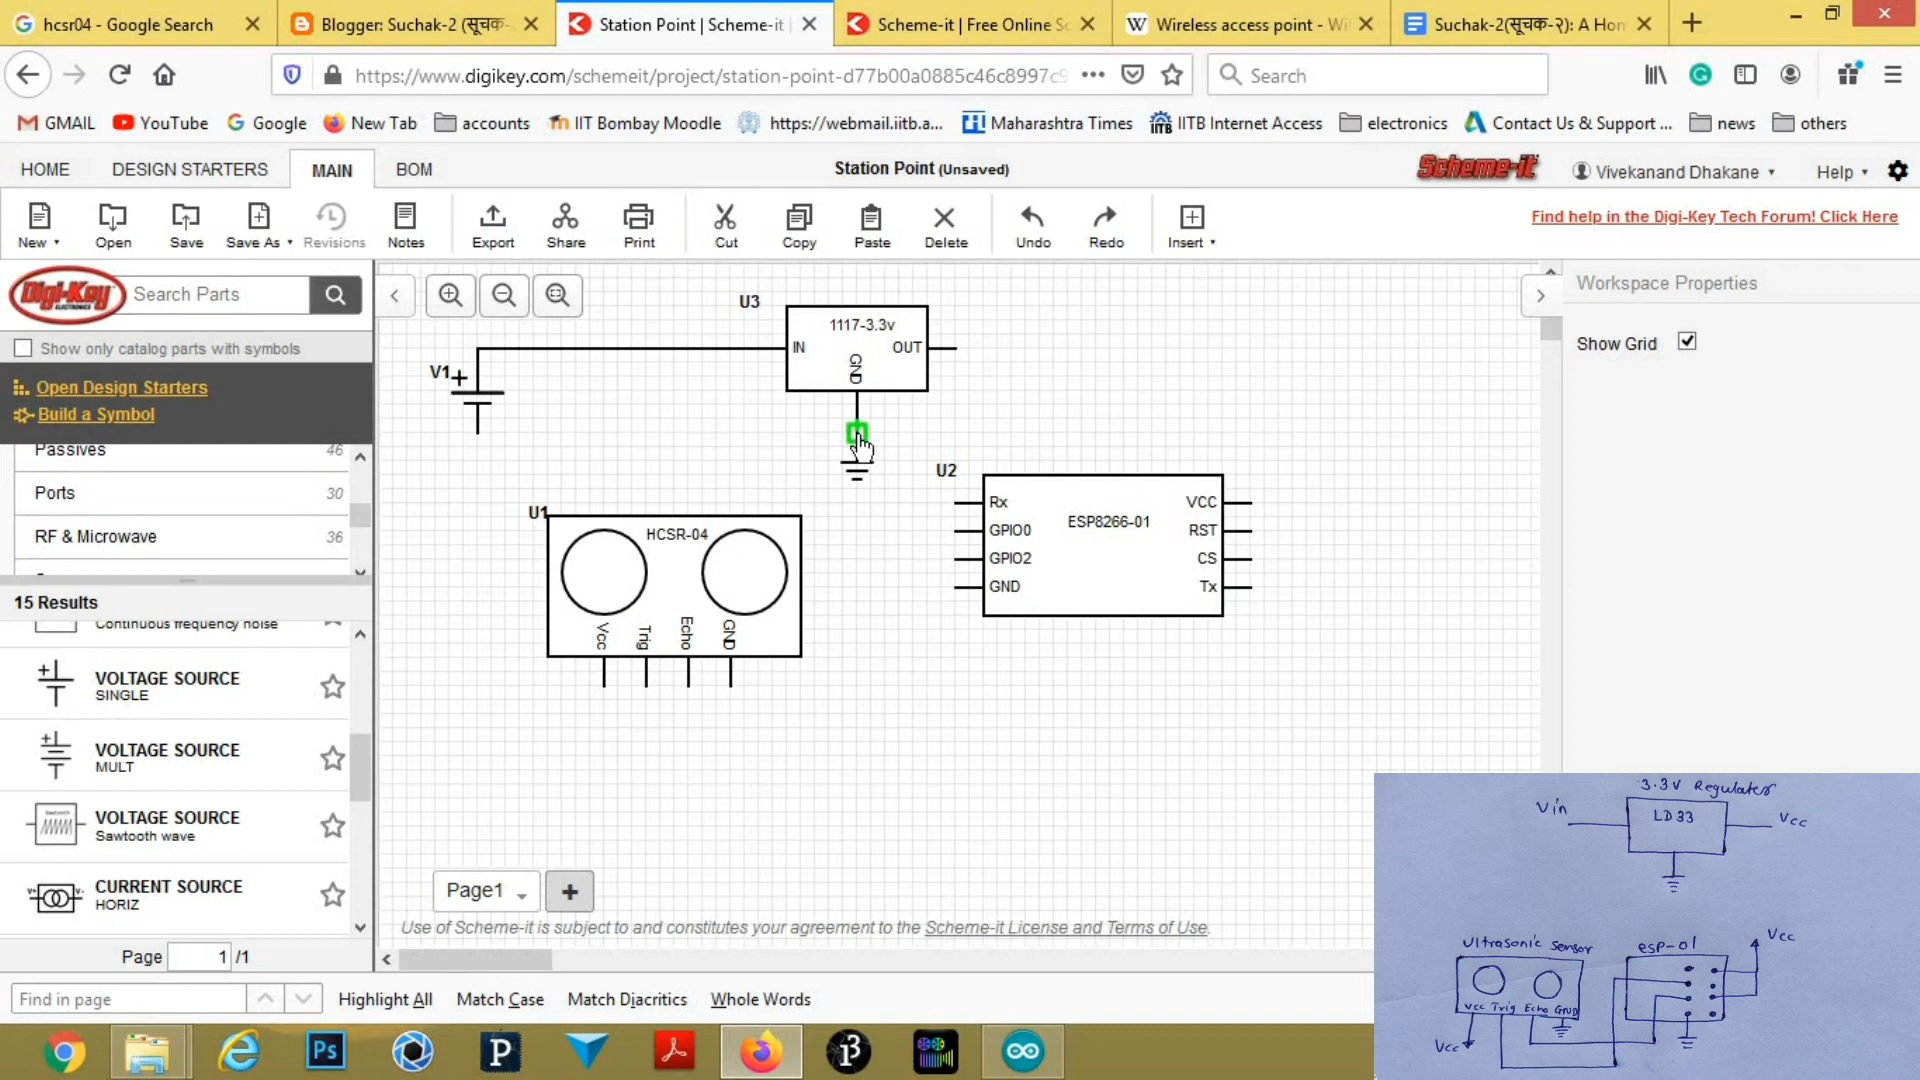 hcsr04 - Google Search
Blogger: Suchak-2 (सूचक-
Station Point | Scheme-it |
Scheme-it | Free Online Sc
Wireless access point - Wi
Suchak-2(सूचक-२): A Hom
https://www.digikey.com/schemeit/project/station-point-d77b00a0885c46c8997c9
Search
GMAIL
YouTube
Google
New Tab
accounts
IIT Bombay Moodle
https://webmail.iitb.a...
Maharashtra Times
IITB Internet Access
electronics
Contact Us & Support ...
news
others
HOME
DESIGN STARTERS
MAIN
BOM
Station Point (Unsaved)
Scheme-it
Vivekanand Dhakane
Help
New
Open
Save
Save As
Revisions
Notes
Export
Share
Print
Cut
Copy
Paste
Delete
Undo
Redo
Insert
Find help in the Digi-Key Tech Forum! Click Here
Digi-Key
ELECTRONICS
Search Parts
Show only catalog parts with symbols
Open Design Starters
Build a Symbol
Passives 46
Ports 30
RF & Microwave 36
15 Results
Continuous frequency noise
VOLTAGE SOURCE
SINGLE
VOLTAGE SOURCE
MULT
VOLTAGE SOURCE
Sawtooth wave
CURRENT SOURCE
HORIZ
Page 1 /1
U3
1117-3.3v
IN
OUT
GND
V1
+
U2
ESP8266-01
Rx
GPIO0
GPIO2
GND
VCC
RST
CS
Tx
U1
HCSR-04
Vcc
Trig
Echo
GND
Page1
Use of Scheme-it is subject to and constitutes your agreement to the Scheme-it License and Terms of Use.
Workspace Properties
Show Grid
3.3V Regulater
Vin
LD33
Vcc
Ultrasonic Sensor
esp-01
Vcc
Vcc Trig Echo GND
Vcc
Find in page
Highlight All
Match Case
Match Diacritics
Whole Words
Ps
P